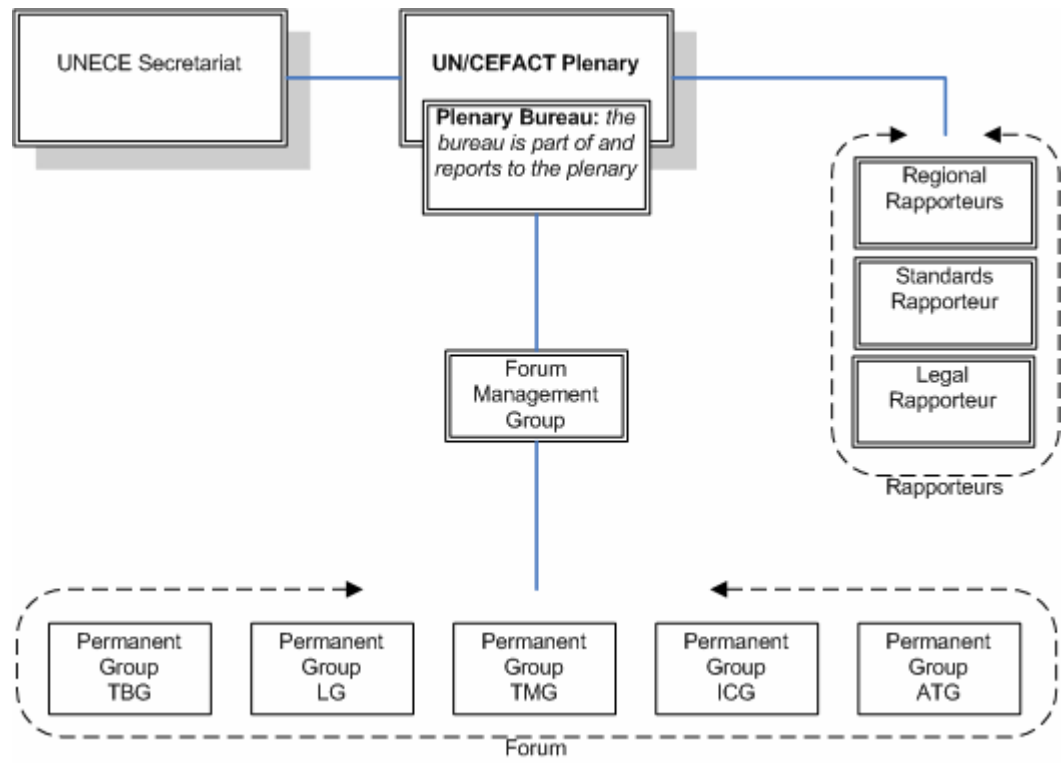 UNECE Secretariat
UN/CEFACT Plenary
Plenary Bureau: the
bureau is part of and
reports to the plenary
Regional
Rapporteurs
Standards
Rapporteur
Legal
Rapporteur
Rapporteurs
Forum
Management
Group
Permanent
Group
TBG
Permanent
Group
LG
Permanent
Group
TMG
Permanent
Group
ICG
Permanent
Group
ATG
Forum